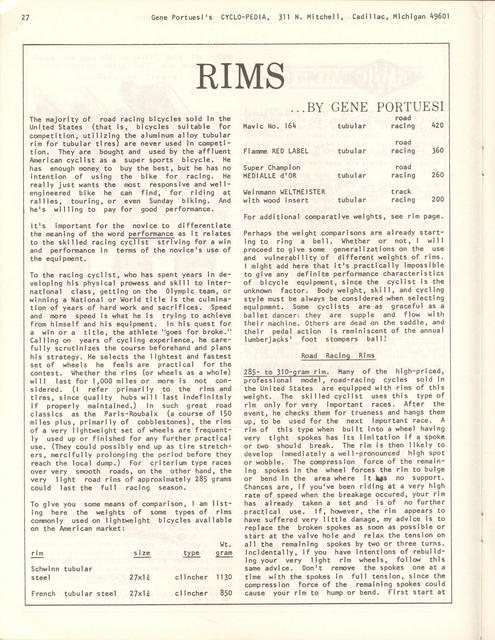 27
Gene Portuesi's CYCLO-PEDIA, 311 N. Mitchell, Cadillac, Michigan 49601
RIMS
...BY GENE PORTUESI
The majority of road racing bicycles sold in the
United States (that is, bicycles suitable for
competition, utilizing the aluminum alloy tubular
rim for tubular tires) are never used in competi-
tion. They are bought and used by the affluent
American cyclist as a super sports bicycle. He
has enough money to buy the best, but he has no
intention of using the bike for racing. He
really just wants the most responsive and well-
engineered bike he can find, for riding at
rallies, touring, or even Sunday biking. And
he's willing to pay for good performance.
It's important for the novice to differentiate
the meaning of the word performance as it relates
to the skilled racing cyclist striving for a win
and performance in terms of the novice's use of
the equipment.
To the racing cyclist, who has spent years in de-
veloping his physical prowess and skill to inter-
national class, getting on the Olympic team, or
winning a National or World title is the culmina-
tion of years of hard work and sacrifices. Speed
and more speed is what he is trying to achieve
from himself and his equipment. In his quest for
a win or a title, the athlete "goes for broke."
Calling on years of cycling experience, he care-
fully scrutinizes the course beforehand and plans
his strategy. He selects the lightest and fastest
set of wheels he feels are practical for the
contest. Whether the rims (or wheels as a whole)
will last for 1,000 miles or more is not con-
sidered. (I refer primarily to the rims and
tires, since quality hubs will last indefinitely
if properly maintained.) In such great road
classics as the Paris-Roubaix (a course of 150
miles plus, primarily of cobblestones), the rims
of a very lightweight set of wheels are frequent-
ly used up or finished for any further practical
use. (They could possibly end up as tire stretch-
ers, mercifully prolonging the period before they
reach the local dump.) For criterium type races
over very smooth roads, on the other hand, the
very light road rims of approximately 285 grams
could last the full racing season.
To give you some means of comparison, I am list-
ing here the weights of some types of rims
commonly used on lightweight bicycles available
on the American market:
Wt.
rim size type gram
Schwinn tubular
steel 27x1¼ clincher 1130
French tubular steel 27x1¼ clincher 850
road
Mavic No. 164 tubular racing 420
road
Fiamme RED LABEL tubular racing 360
Super Champion road
MEDIALLE d'OR tubular racing 260
Weinmann WELTMEISTER track
with wood insert tubular racing 200
For additional comparative weights, see rim page.
Perhaps the weight comparisons are already start-
ing to ring a bell. Whether or not, I will
proceed to give some generalizations on the use
and vulnerability of different weights of rims.
I might add here that it's practically impossible
to give any definite performance characteristics
of bicycle equipment, since the cyclist is the
unknown factor. Body weight, skill, and cycling
style must be always be considered when selecting
equipment. Some cyclists are as graceful as a
ballet dancer: they are supple and flow with
their machine. Others are dead on the saddle, and
their pedal action is reminiscent of the annual
lumberjacks' foot stompers ball!
Road Racing Rims
285- to 310-gram rim. Many of the high-priced,
professional model, road-racing cycles sold in
the United States are equipped with rims of this
weight. The skilled cyclist uses this type of
rim only for very important races. After the
event, he checks them for trueness and hangs them
up, to be used for the next important race. A
rim of this type when built into a wheel having
very tight spokes has its limitation if a spoke
or two should break. The rim is then likely to
develop immediately a well-pronounced high spot
or wobble. The compression force of the remain-
ing spokes in the wheel forces the rim to bulge
or bend in the area where it has no support.
Chances are, if you've been riding at a very high
rate of speed when the breakage occured, your rim
has already taken a set and is of no further
practical use. If, however, the rim appears to
have suffered very little damage, my advice is to
replace the broken spokes as soon as possible or
start at the valve hole and relax the tension on
all the remaining spokes by two or three turns.
Incidentally, if you have intentions of rebuild-
ing your very light rim wheels, follow this
same advice. Don't remove the spokes one at a
time with the spokes in full tension, since the
compression force of the remaining spokes could
cause your rim to hump or bend. First start at